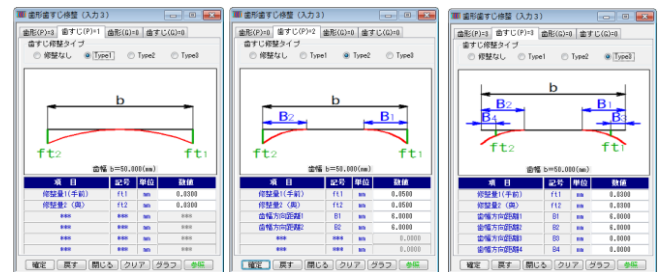 歯形歯すじ修整 (入力3)
歯形(P)=0 歯すじ(P)=1 歯形(G)=0 歯すじ(G)=0
歯すじ修整タイプ
修整なし Type1 Type2 Type3
b
ft2 ft1
歯幅 b=50.000(mm)
項 目 記号 単位 数値
修整量1(手前) ft1 mm 0.0300
修整量2 (奥) ft2 mm 0.0300
*** *** *** ***
*** *** *** ***
*** *** *** ***
*** *** *** ***
確定 戻す 閉じる クリア グラフ 参照
歯形歯すじ修整 (入力3)
歯形(P)=0 歯すじ(P)=2 歯形(G)=0 歯すじ(G)=0
歯すじ修整タイプ
修整なし Type1 Type2 Type3
b
B2 B1
ft2 ft1
歯幅 b=50.000(mm)
項 目 記号 単位 数値
修整量1(手前) ft1 mm 0.0500
修整量2 (奥) ft2 mm 0.0500
歯幅方向距離1 B1 mm 6.0000
歯幅方向距離2 B2 mm 6.0000
*** *** mm 0.0000
*** *** mm 0.0000
確定 戻す 閉じる クリア グラフ 参照
歯形歯すじ修整 (入力3)
歯形(P)=0 歯すじ(P)=3 歯形(G)=0 歯すじ(G)=0
歯すじ修整タイプ
修整なし Type1 Type2 Type3
b
B2 B1
B4 B3
ft2 ft1
歯幅 b=50.000(mm)
項 目 記号 単位 数値
修整量1(手前) ft1 mm 0.0300
修整量2 (奥) ft2 mm 0.0300
歯幅方向距離1 B1 mm 6.0000
歯幅方向距離2 B2 mm 6.0000
歯幅方向距離3 B3 mm 8.0000
歯幅方向距離4 B4 mm 8.0000
確定 戻す 閉じる クリア グラフ 参照